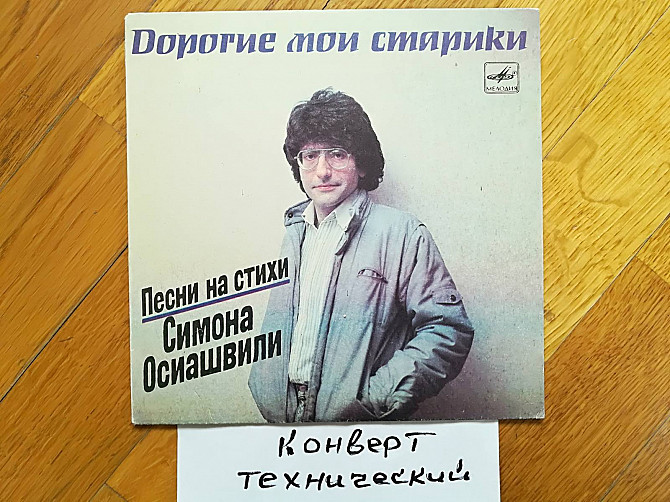 Дорогие мои старики
МЕЛОДИЯ
Песни на стихи
Симона
Осиашвили
Конверт
технический